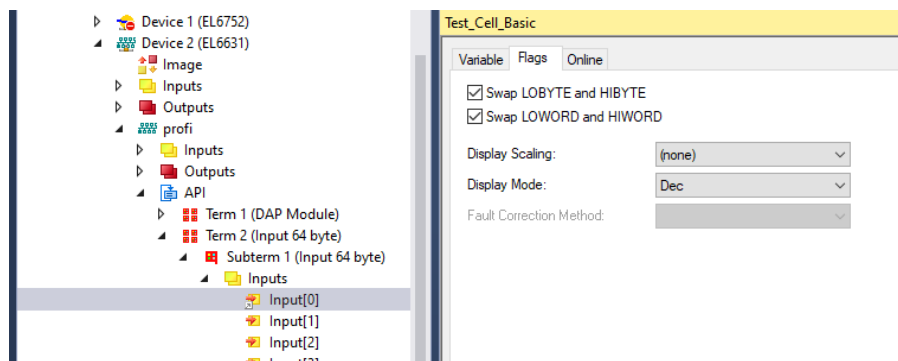 Device 1 (EL6752)
Device 2 (EL6631)
Image
Inputs
Outputs
profi
Inputs
Outputs
API
Term 1 (DAP Module)
Term 2 (Input 64 byte)
Subterm 1 (Input 64 byte)
Inputs
Input[0]
Input[1]
Input[2]
Test_Cell_Basic
Variable Flags Online
Swap LOBYTE and HIBYTE
Swap LOWORD and HIWORD
Display Scaling: (none)
Display Mode: Dec
Fault Correction Method: